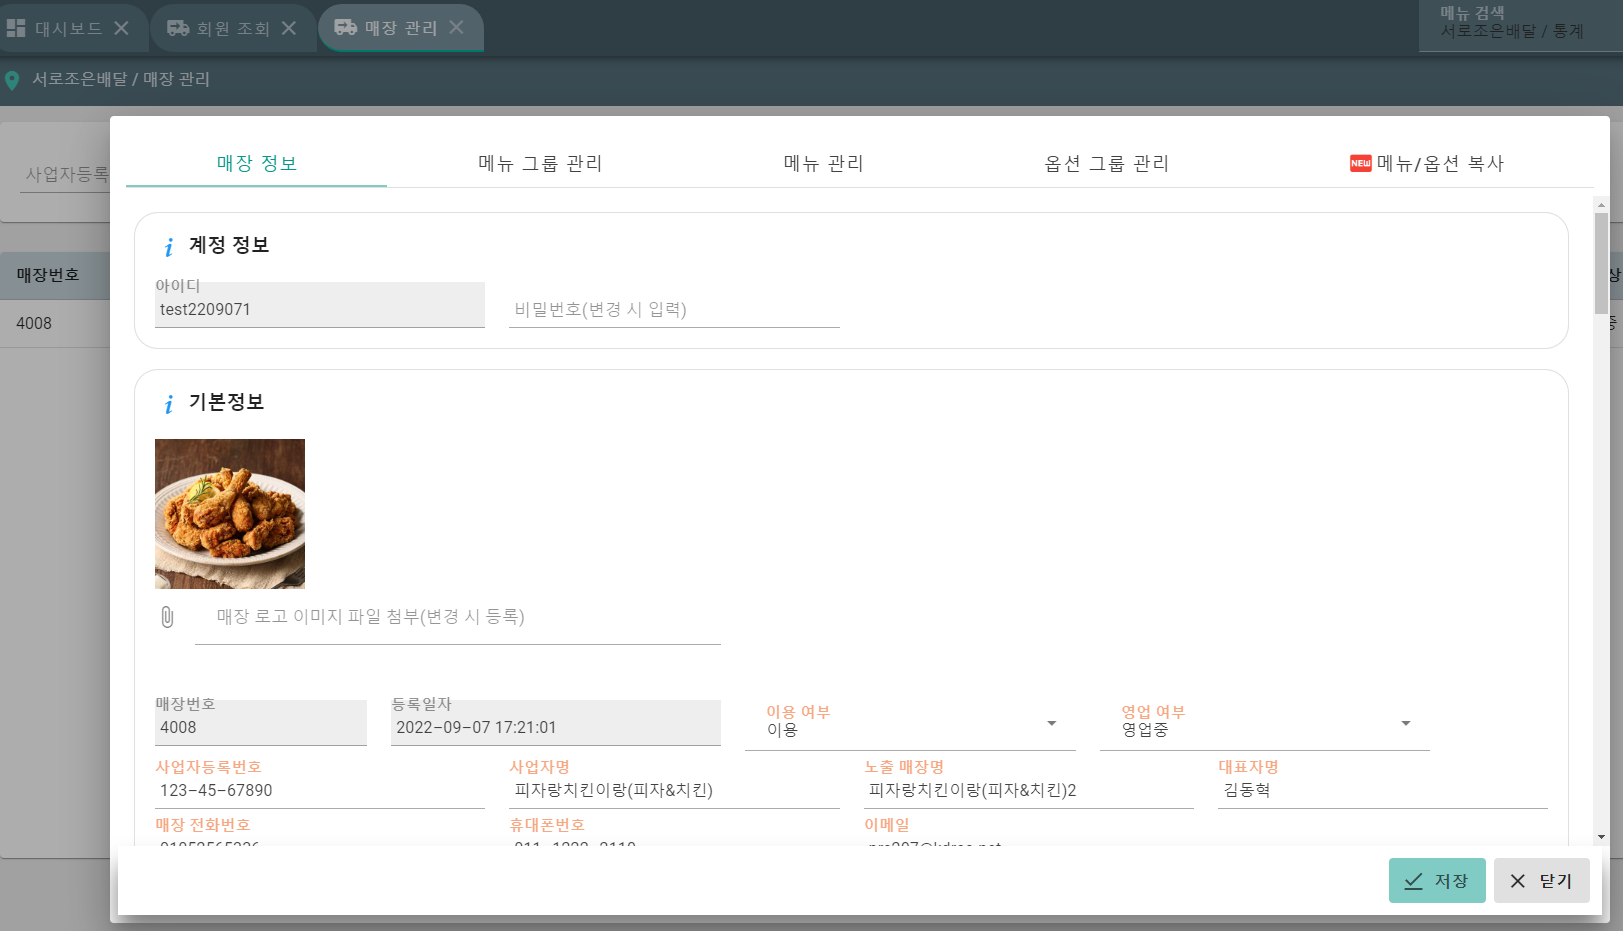 대시보드
회원 조회
매장 관리
메뉴 검색
서로조은배달 / 통계
서로조은배달 / 매장 관리
사업자등록
매장 정보
메뉴 그룹 관리
메뉴 관리
옵션 그룹 관리
NEW 메뉴/옵션 복사
계정 정보
매장번호
상
아이디
test2209071
비밀번호(변경 시 입력)
4008
중
기본정보
매장 로고 이미지 파일 첨부(변경 시 등록)
매장번호
4008
등록일자
2022-09-07 17:21:01
이용 여부
이용
영업 여부
영업중
사업자등록번호
123-45-67890
사업자명
피자랑치킨이랑(피자&치킨)
노출 매장명
피자랑치킨이랑(피자&치킨)2
대표자명
김동혁
매장 전화번호
휴대폰번호
이메일
저장
닫기